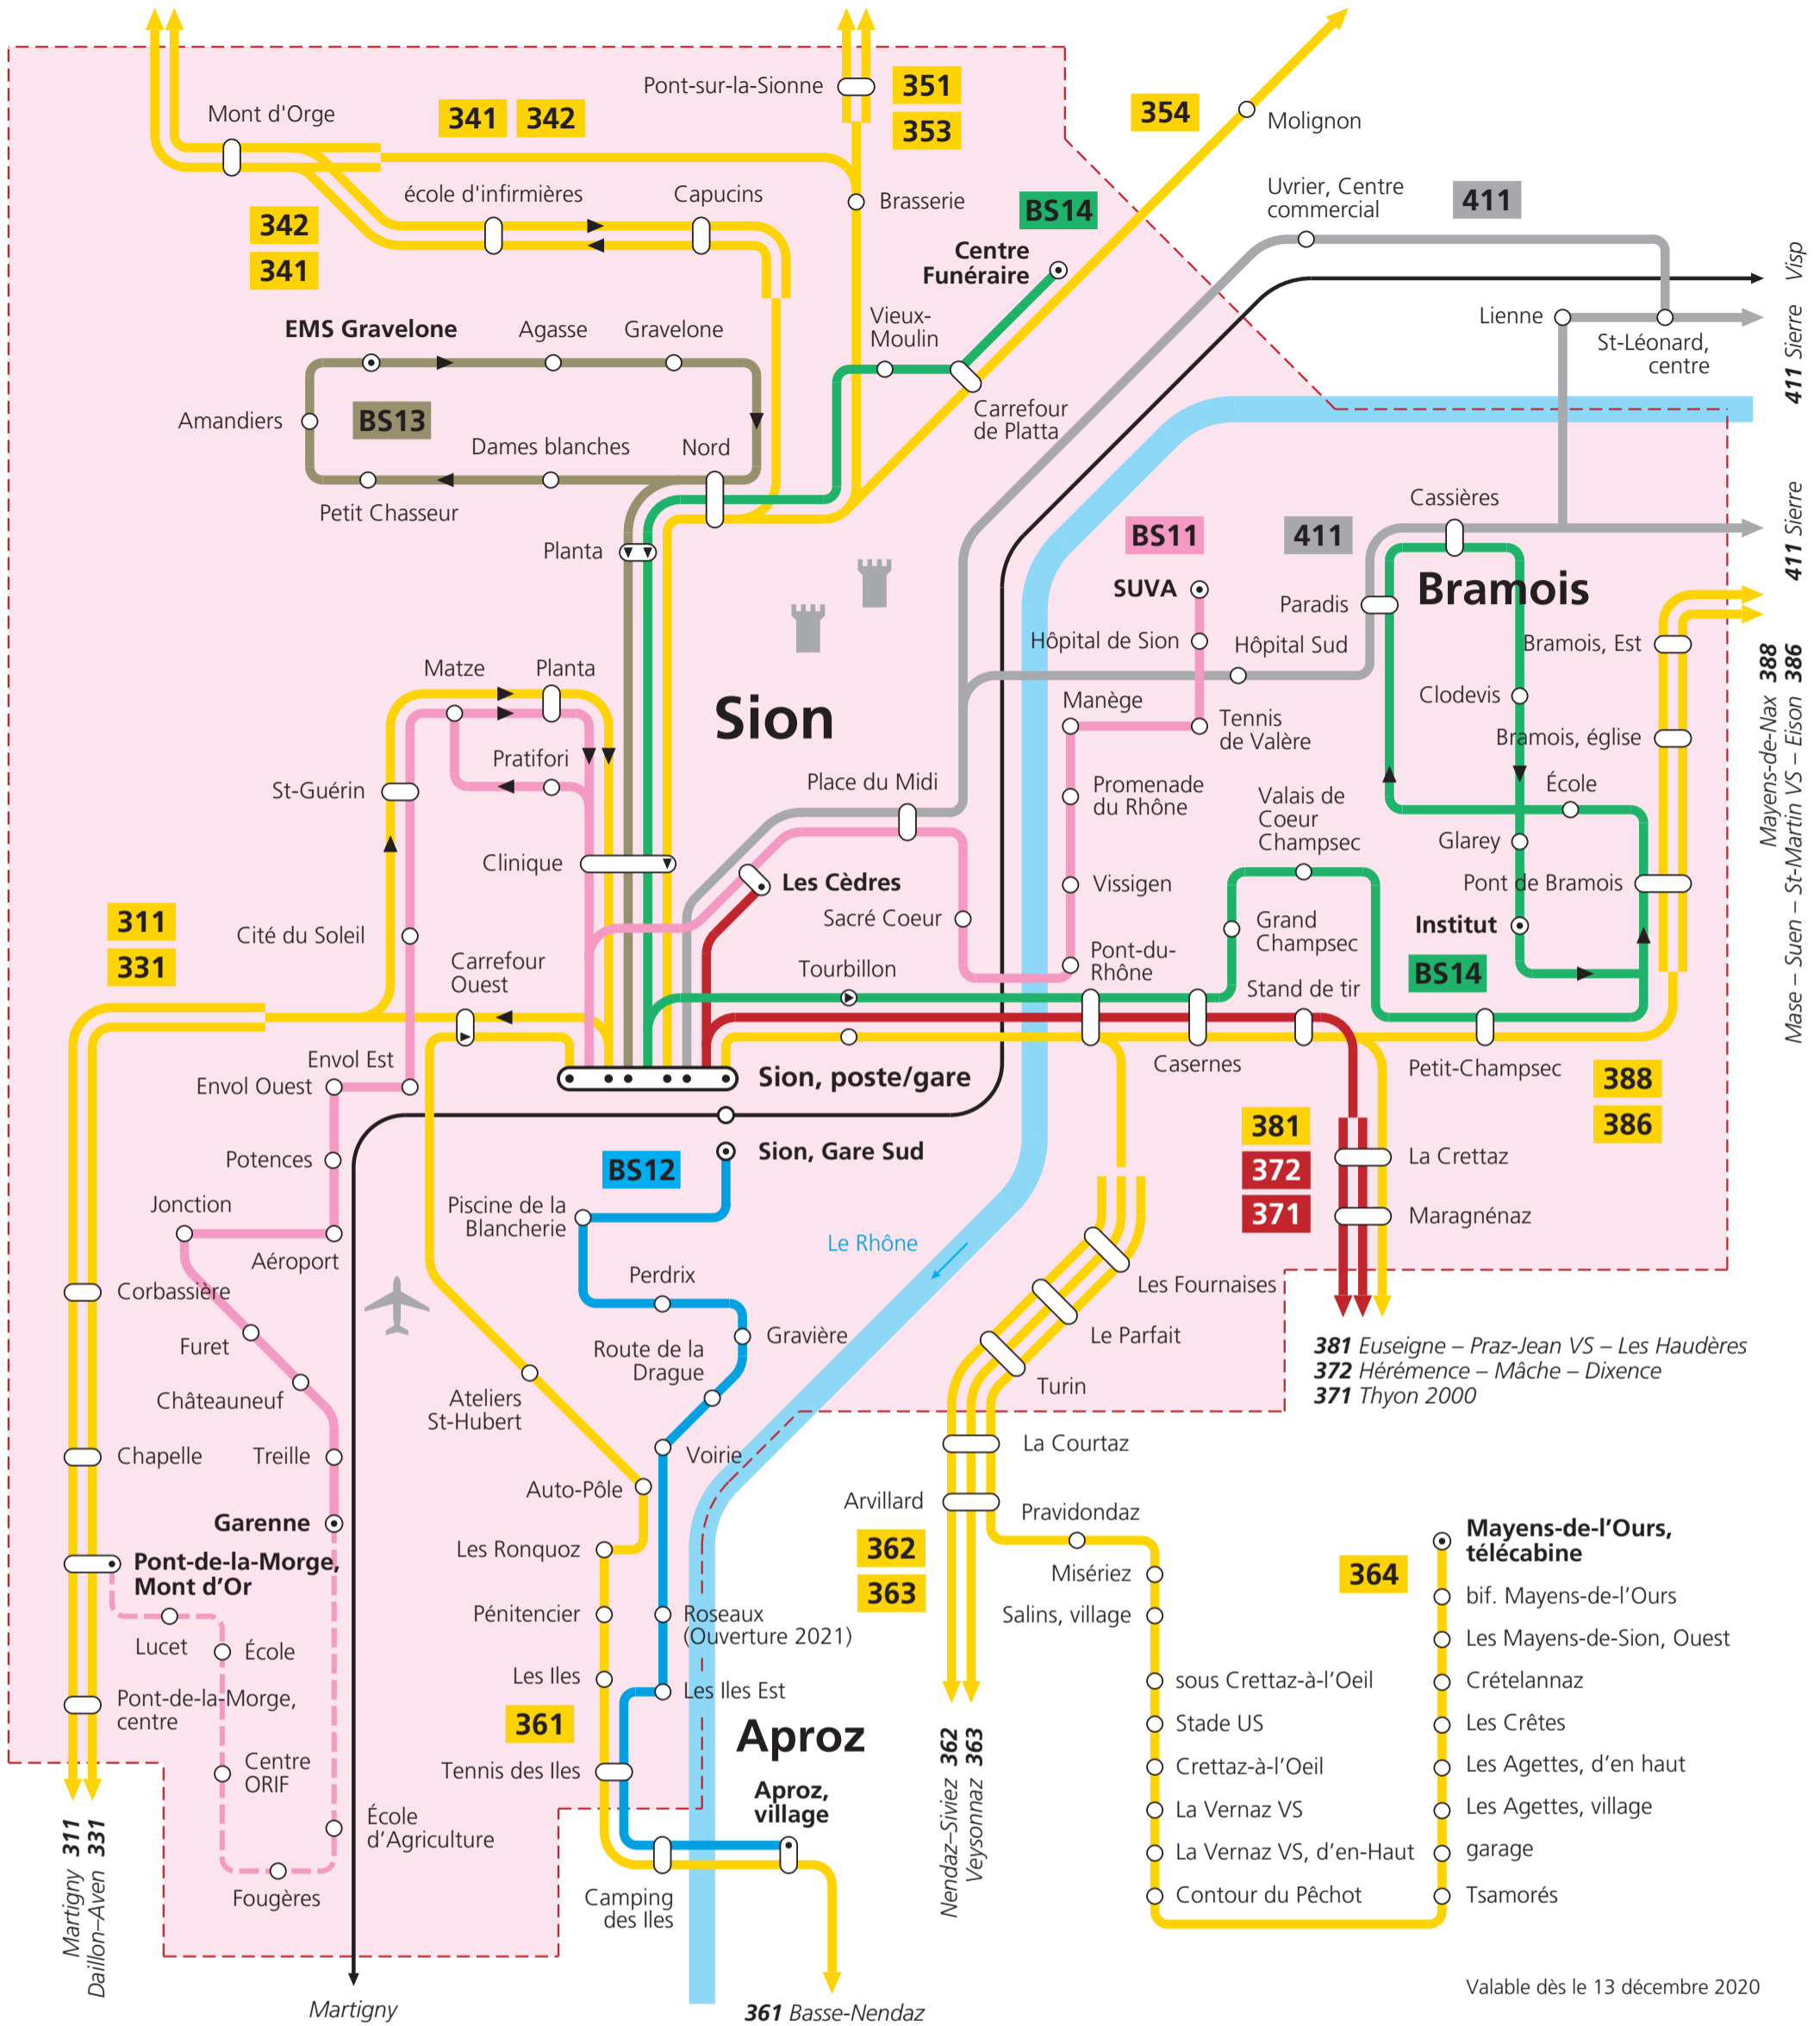 Pont-sur-la-Sionne
351
353
354
Molignon
Mont d'Orge
341
342
école d'infirmières
Capucins
342
341
Brasserie
BS14
Centre
Funéraire
Uvrier, Centre
commercial
411
Visp
EMS Gravelone
Agasse
Gravelone
Vieux-
Moulin
Lienne
St-Léonard,
centre
411 Sierre
Amandiers
BS13
Carrefour
de Platta
Dames blanches
Nord
Petit Chasseur
Planta
BS11
411
Cassières
411 Sierre
SUVA
Bramois
Paradis
Hôpital de Sion
Hôpital Sud
Bramois, Est
Matze
Planta
Sion
Manège
Tennis
de Valère
Clodevis
Bramois, église
Mayens-de-Nax 388
Mase – Suen – St-Martin VS – Eison 386
Pratifori
St-Guérin
Place du Midi
Promenade
du Rhône
Valais de
Coeur
Champsec
École
Glarey
Clinique
Les Cèdres
Vissigen
Pont de Bramois
311
331
Cité du Soleil
Sacré Coeur
Grand
Champsec
Institut
Carrefour
Ouest
Tourbillon
Pont-du-
Rhône
BS14
Stand de tir
Envol Est
Envol Ouest
Sion, poste/gare
Casernes
Petit-Champsec
388
386
Sion, Gare Sud
BS12
381
372
371
La Crettaz
Potences
Jonction
Piscine de la
Blancherie
Maragnénaz
Le Rhône
Aéroport
Perdrix
Les Fournaises
Corbassière
Furet
Gravière
Route de la
Drague
Le Parfait
381 Euseigne – Praz-Jean VS – Les Haudères
372 Hérémence – Mâche – Dixence
371 Thyon 2000
Châteauneuf
Ateliers
St-Hubert
Turin
Chapelle
Treille
Voirie
La Courtaz
Auto-Pôle
Arvillard
Pravidondaz
Garenne
Les Ronquoz
362
363
Misériez
364
Mayens-de-l’Ours,
télécabine
Pont-de-la-Morge,
Mont d’Or
Pénitencier
Roseaux
(Ouverture 2021)
Salins, village
bif. Mayens-de-l’Ours
Lucet
École
Les Mayens-de-Sion, Ouest
Les Iles
Les Iles Est
sous Crettaz-à-l’Oeil
Crételannaz
Pont-de-la-Morge,
centre
361
Aproz
Stade US
Les Crêtes
Centre
ORIF
Tennis des Iles
Aproz,
village
Nendaz–Siviez 362
Veysonnaz 363
Crettaz-à-l’Oeil
Les Agettes, d’en haut
La Vernaz VS
Les Agettes, village
École
d’Agriculture
Martigny 311
Daillon–Aven 331
La Vernaz VS, d’en-Haut
garage
Fougères
Camping
des Iles
Contour du Pêchot
Tsamorés
Martigny
361 Basse-Nendaz
Valable dès le 13 décembre 2020